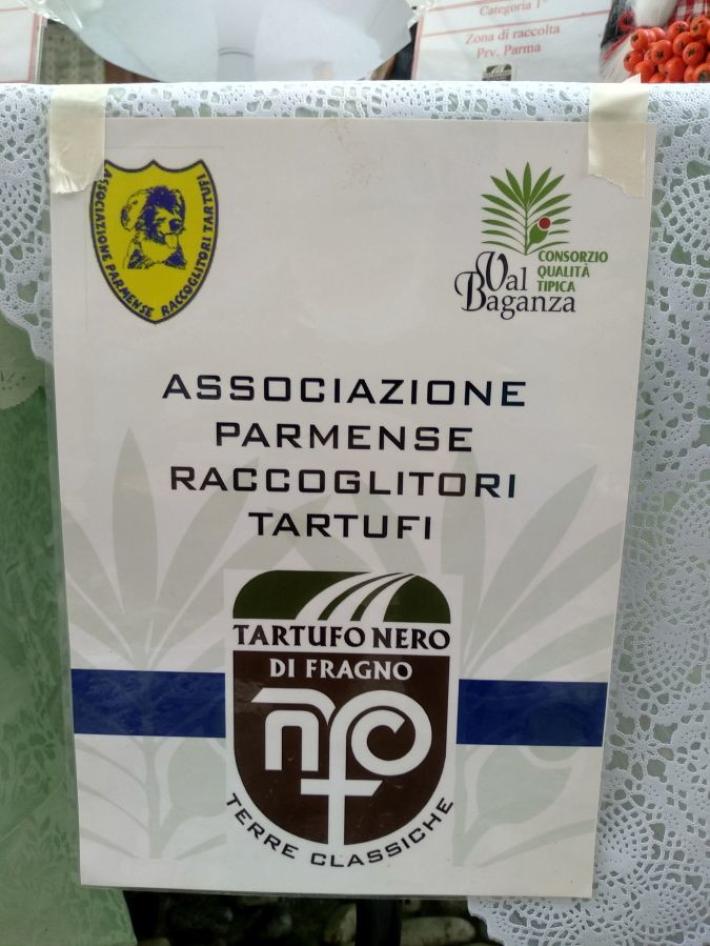 Categoria 1°
Zona di raccolta
Prv. Parma
ASSOCIAZIONE PARMENSE RACCOGLITORI TARTUFI
CONSORZIO
QUALITÀ
TIPICA
Val
Baganza
ASSOCIAZIONE
PARMENSE
RACCOGLITORI
TARTUFI
TARTUFO NERO
DI FRAGNO
nfc
TERRE CLASSICHE